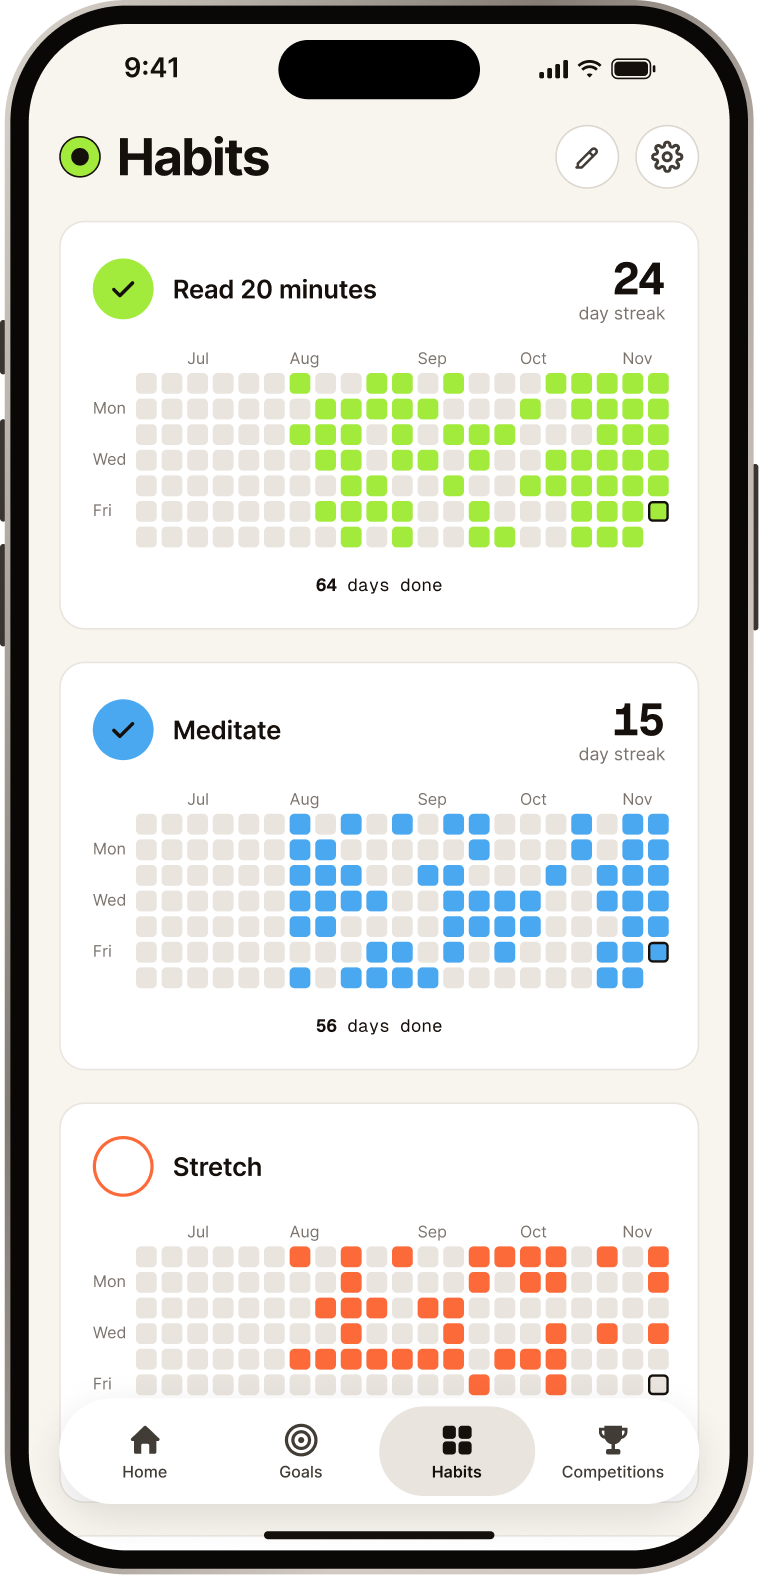 9:41
Habits
Read 20 minutes
24
day streak
Jul Aug Sep Oct Nov
Mon
Wed
Fri
64 days done
Meditate
15
day streak
Jul Aug Sep Oct Nov
Mon
Wed
Fri
56 days done
Stretch
Jul Aug Sep Oct Nov
Mon
Wed
Fri
Home Goals Habits Competitions